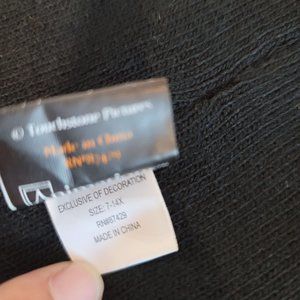 © Touchstone Pictures
Made in China
EXCLUSIVE OF DECORATION
SIZE: 7-14X
RN#87429
MADE IN CHINA